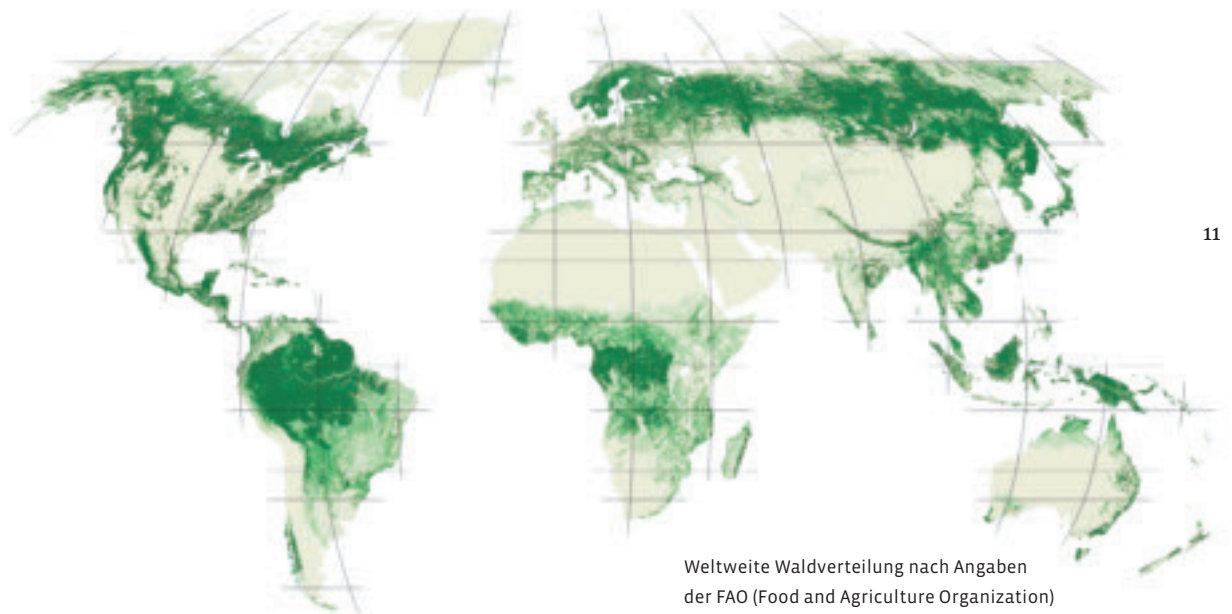 11
Weltweite Waldverteilung nach Angaben
der FAO (Food and Agriculture Organization)